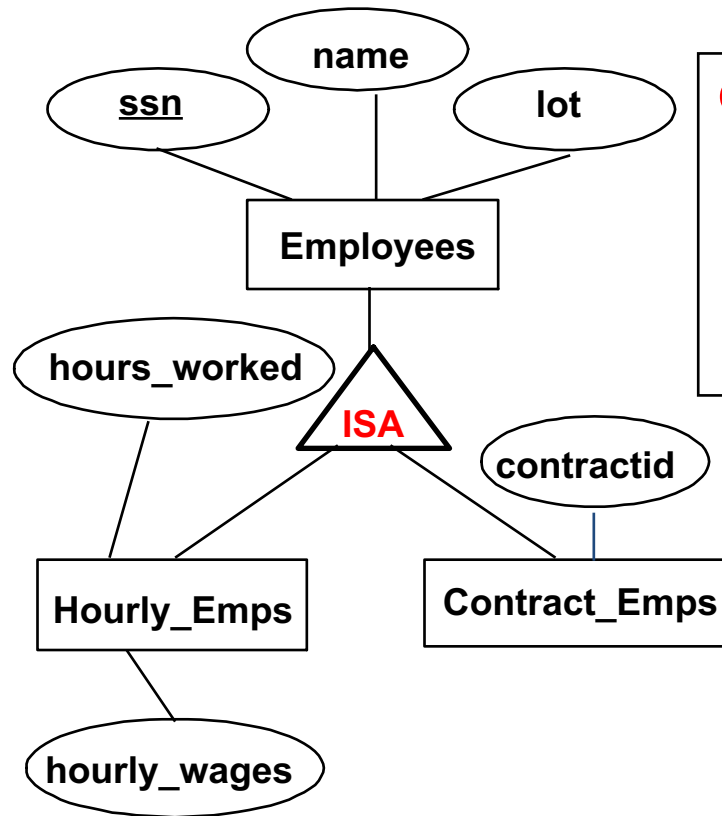 name
ssn
lot
Employees
hours_worked
ISA
contractid
Hourly_Emps
Contract_Emps
hourly_wages